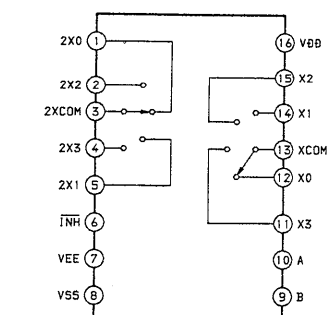 2X0 1
2X2 2
2XCOM 3
2X3 4
2X1 5
INH 6
VEE 7
VSS 8
16 VDD
15 X2
14 X1
13 XCOM
12 X0
11 X3
10 A
9 B